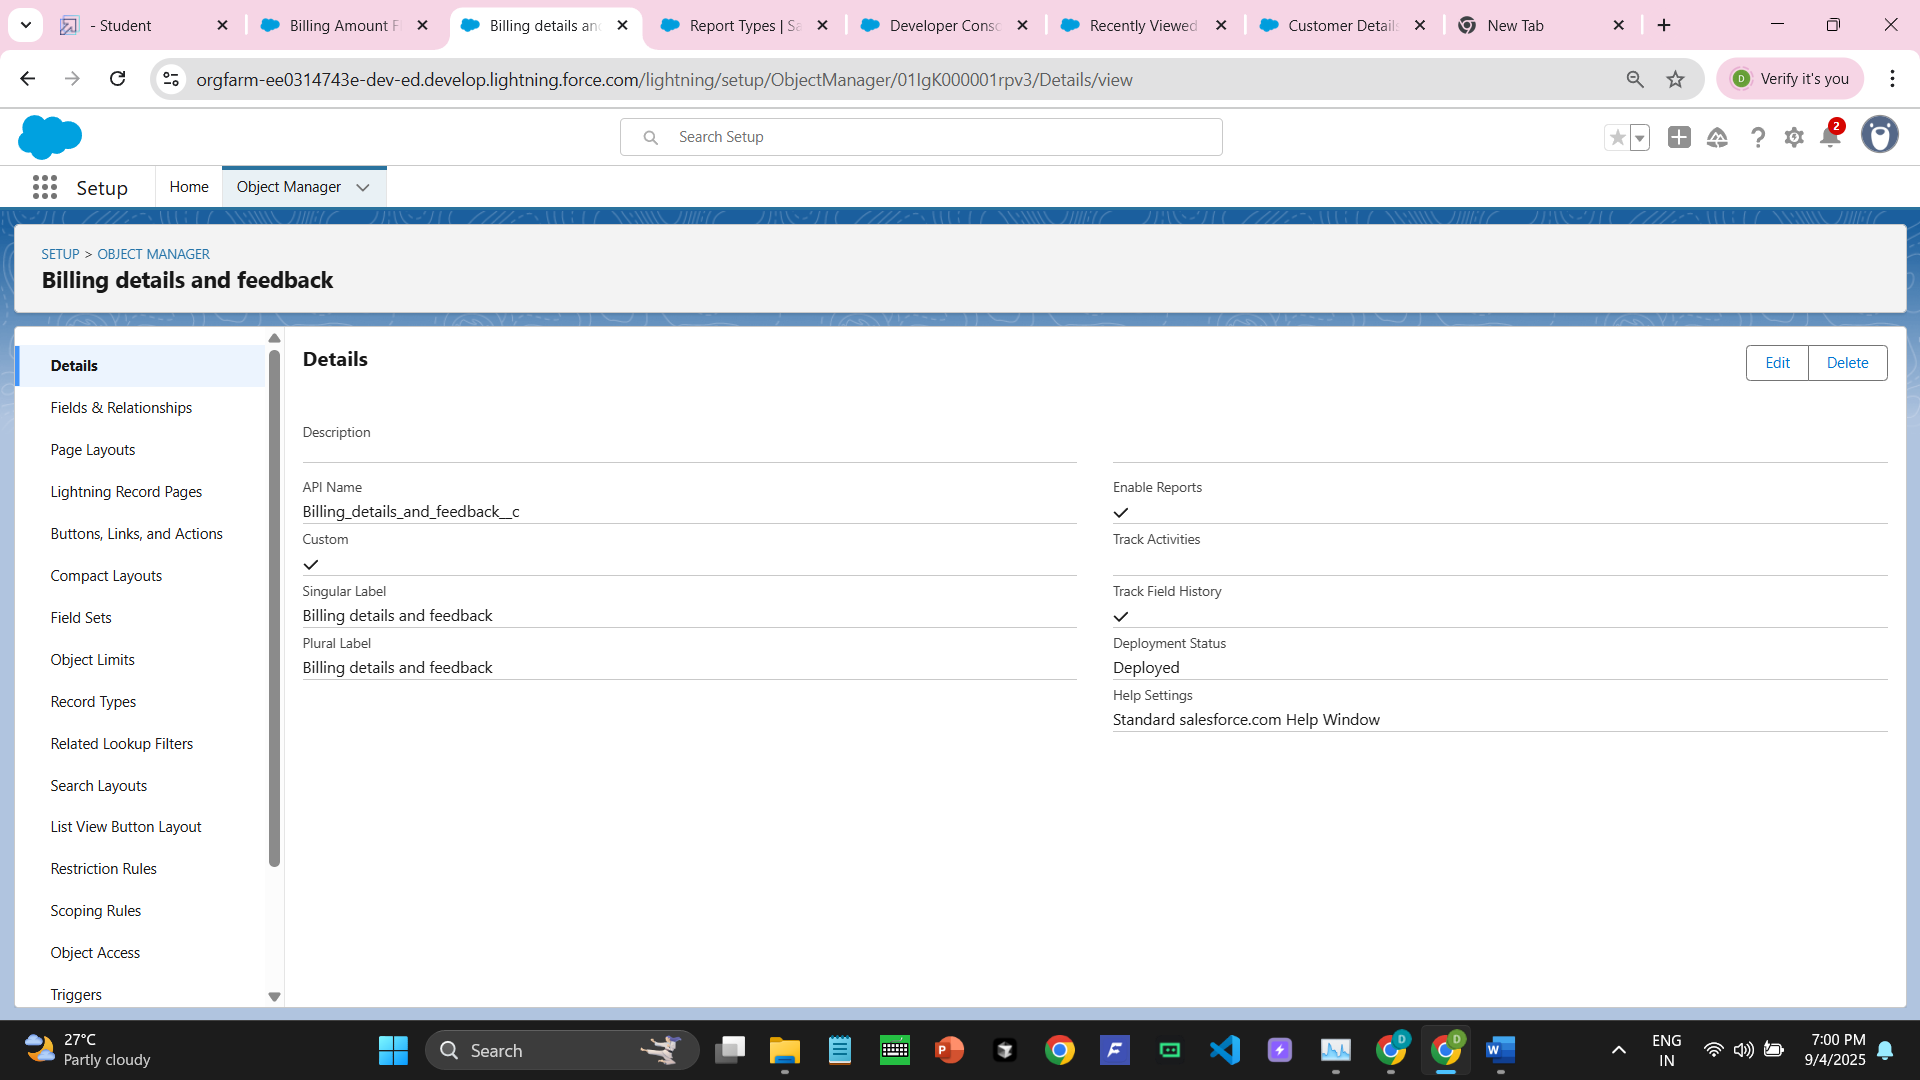 - Student
Billing Amount F
Billing details and
Report Types | Sa
Developer Conso
Recently Viewed
Customer Details
New Tab
orgfarm-ee0314743e-dev-ed.develop.lightning.force.com/lightning/setup/ObjectManager/01IgK000001rpv3/Details/view
Verify it's you
Search Setup
2
Setup
Home
Object Manager
SETUP > OBJECT MANAGER
Billing details and feedback
Details
Fields & Relationships
Page Layouts
Lightning Record Pages
Buttons, Links, and Actions
Compact Layouts
Field Sets
Object Limits
Record Types
Related Lookup Filters
Search Layouts
List View Button Layout
Restriction Rules
Scoping Rules
Object Access
Triggers
Details
Edit
Delete
Description
API Name
Billing_details_and_feedback__c
Custom
Singular Label
Billing details and feedback
Plural Label
Billing details and feedback
Enable Reports
Track Activities
Track Field History
Deployment Status
Deployed
Help Settings
Standard salesforce.com Help Window
27°C
Partly cloudy
Search
ENG
IN
7:00 PM
9/4/2025